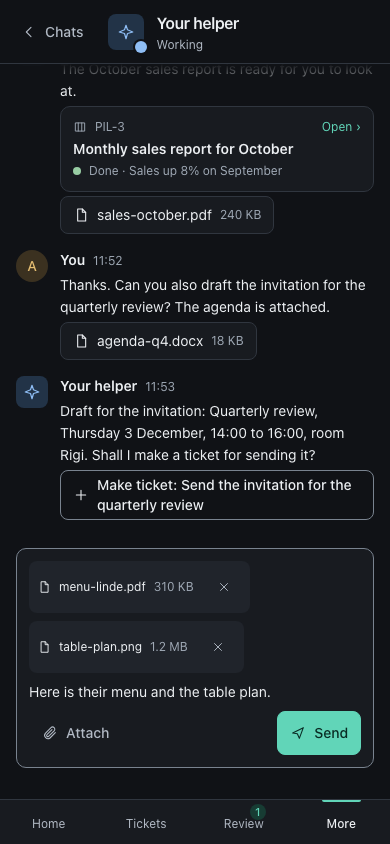 Chats
Your helper
Working
The October sales report is ready for you to look
at.
PIL-3
Open ›
Monthly sales report for October
Done · Sales up 8% on September
sales-october.pdf 240 KB
A
You 11:52
Thanks. Can you also draft the invitation for the
quarterly review? The agenda is attached.
agenda-q4.docx 18 KB
Your helper 11:53
Draft for the invitation: Quarterly review,
Thursday 3 December, 14:00 to 16:00, room
Rigi. Shall I make a ticket for sending it?
Make ticket: Send the invitation for the
quarterly review
menu-linde.pdf 310 KB
table-plan.png 1.2 MB
Here is their menu and the table plan.
Attach
Send
Home
Tickets
Review
1
More